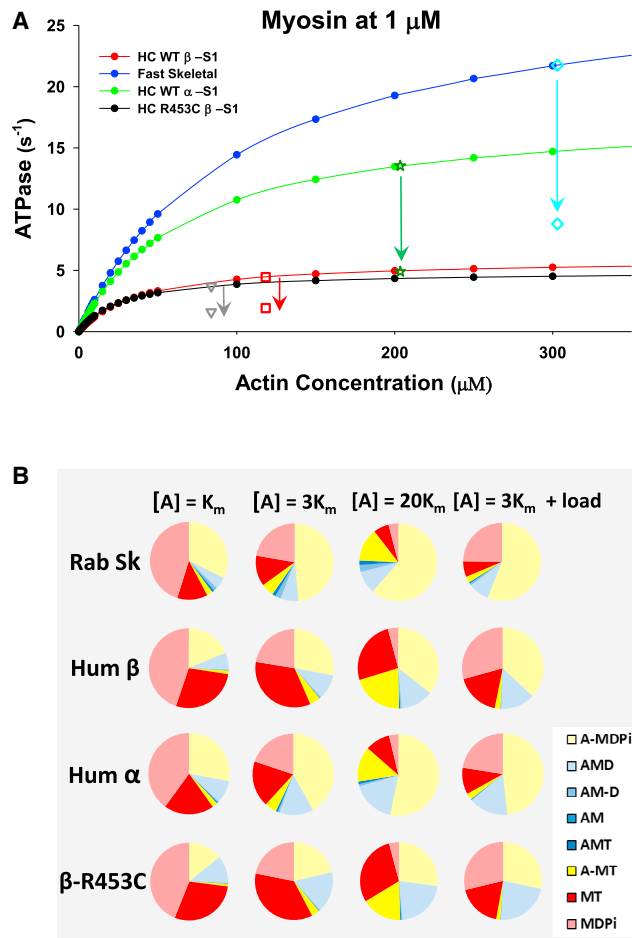 A
Myosin at 1 μM
HC WT β –S1
Fast Skeletal
HC WT α –S1
HC R453C β –S1
ATPase (s⁻¹)
25
20
15
10
5
0
0 100 200 300
Actin Concentration (μM)
B
[A] = Kₘ [A] = 3Kₘ [A] = 20Kₘ [A] = 3Kₘ + load
Rab Sk
Hum β
Hum α
β-R453C
A-MDPi
AMD
AM-D
AM
AMT
A-MT
MT
MDPi